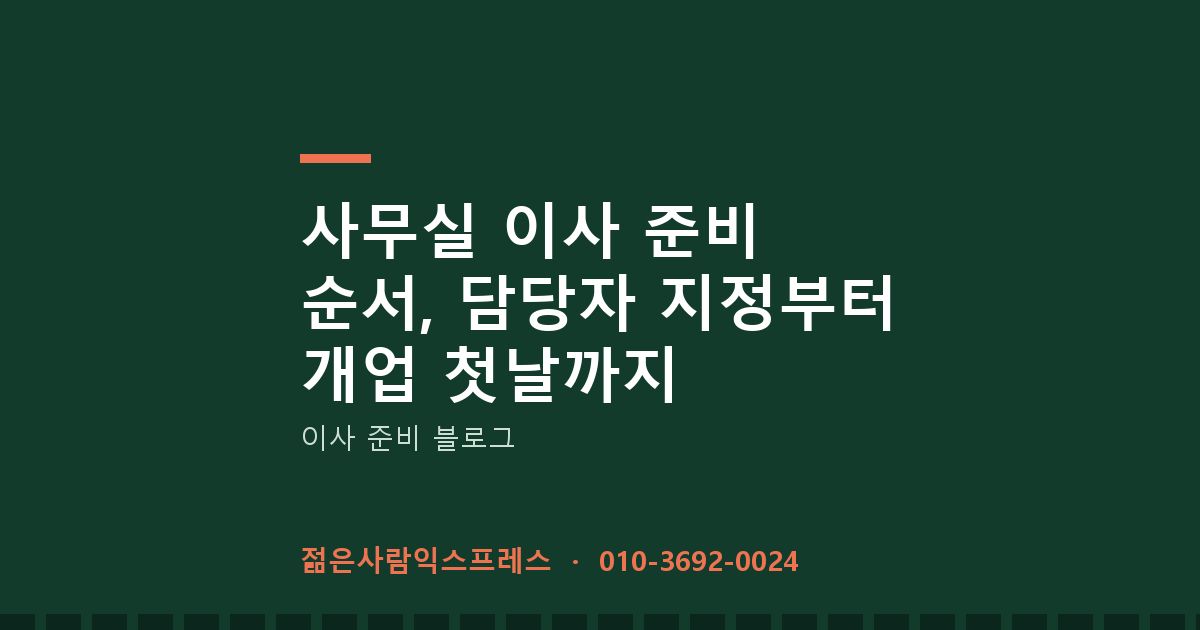 사무실 이사 준비
순서, 담당자 지정부터
개업 첫날까지
이사 준비 블로그
젊은사람익스프레스 · 010-3692-0024